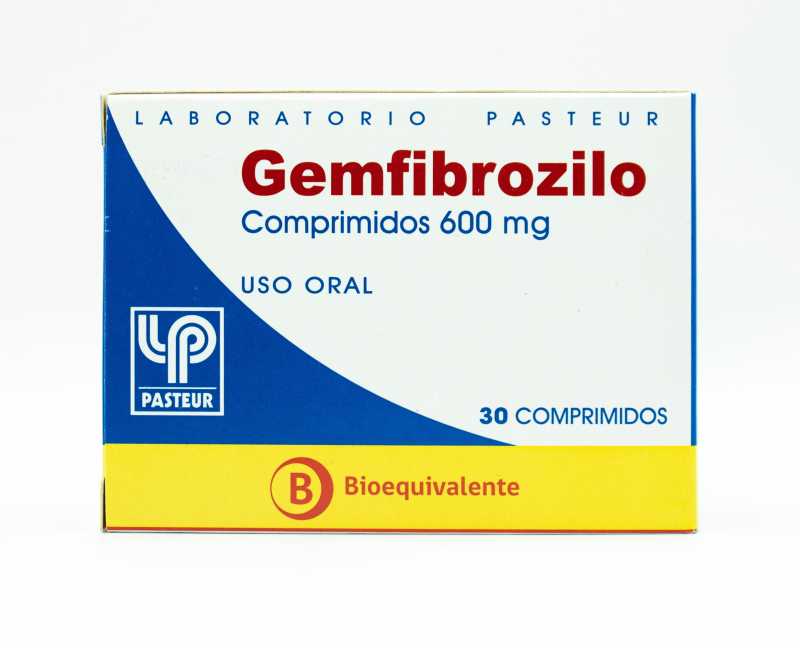 LABORATORIO PASTEUR
Gemfibrozilo
Comprimidos 600 mg
USO ORAL
LP
PASTEUR
30 COMPRIMIDOS
B Bioequivalente